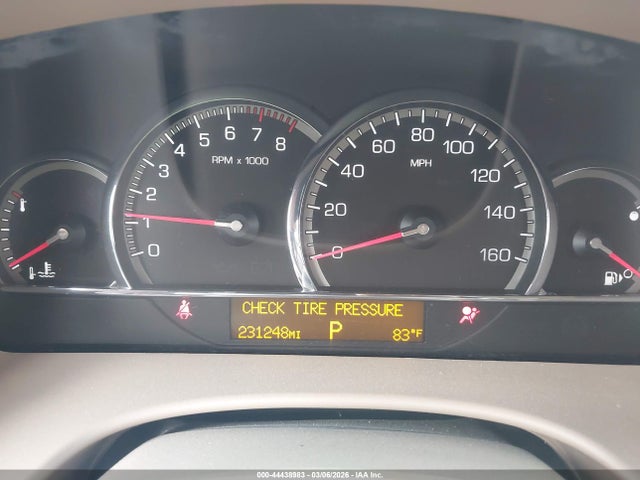 0 1 2 3 4 5 6 7 8
RPM x 1000
0 20 40 60 80 100 120 140 160
MPH
CHECK TIRE PRESSURE
231248MI P 83°F
000-44438983 | 03/06/2026 - IAA Inc.